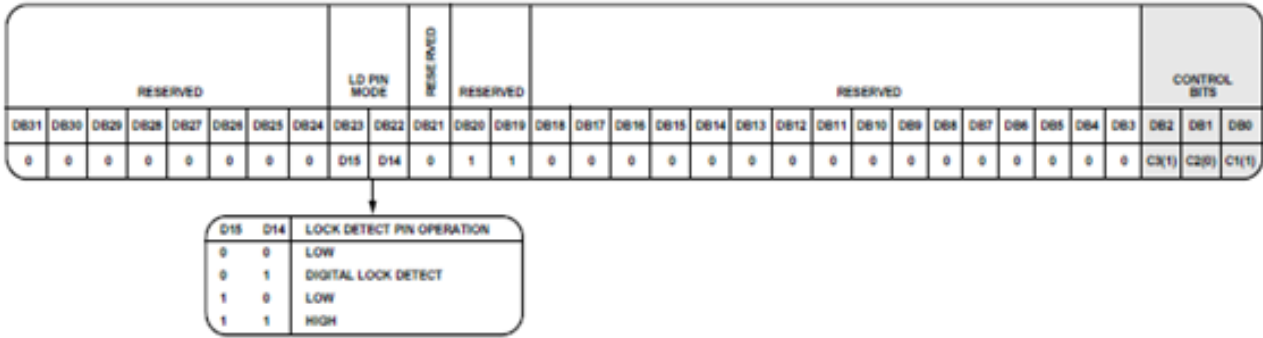 RESERVED
LD PIN
MODE
RESERVED
RESERVED
RESERVED
CONTROL
BITS
DB31 DB30 DB29 DB28 DB27 DB26 DB25 DB24 DB23 DB22 DB21 DB20 DB19 DB18 DB17 DB16 DB15 DB14 DB13 DB12 DB11 DB10 DB9 DB8 DB7 DB6 DB5 DB4 DB3 DB2 DB1 DB0
0 0 0 0 0 0 0 0 D15 D14 0 1 1 0 0 0 0 0 0 0 0 0 0 0 0 0 0 0 0 C3(1) C2(0) C1(1)
D15 D14 LOCK DETECT PIN OPERATION
0 0 LOW
0 1 DIGITAL LOCK DETECT
1 0 LOW
1 1 HIGH